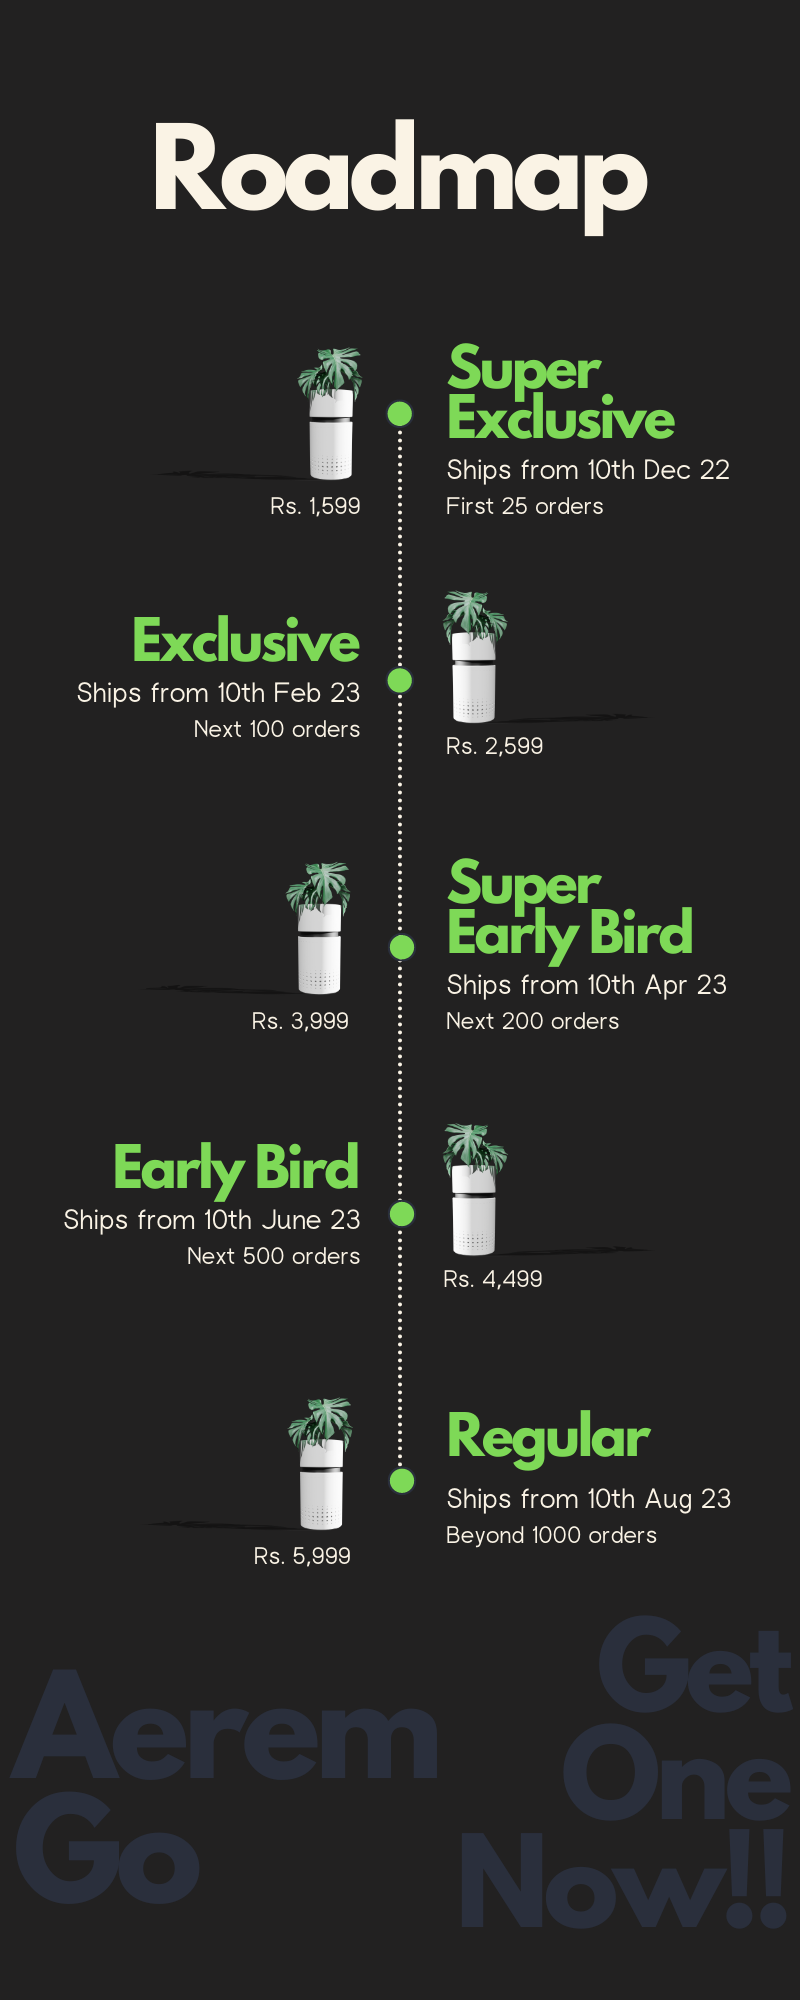 Roadmap
Super
Exclusive
Ships from 10th Dec 22
First 25 orders
Rs. 1,599
Exclusive
Ships from 10th Feb 23
Next 100 orders
Rs. 2,599
Super
Early Bird
Ships from 10th Apr 23
Next 200 orders
Rs. 3,999
Early Bird
Ships from 10th June 23
Next 500 orders
Rs. 4,499
Regular
Ships from 10th Aug 23
Beyond 1000 orders
Rs. 5,999
Aerem
Go
Get
One
Now!!